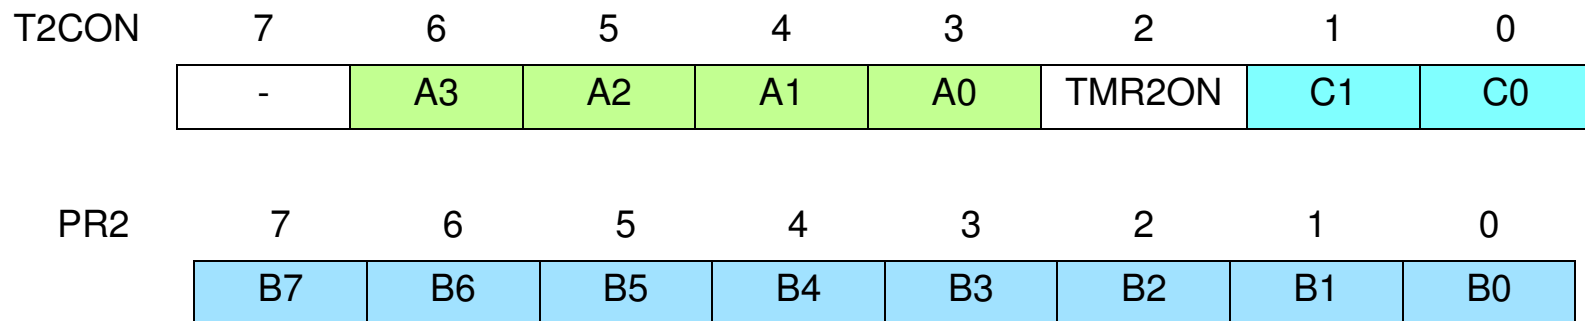 T2CON 7 6 5 4 3 2 1 0
- A3 A2 A1 A0 TMR2ON C1 C0
PR2 7 6 5 4 3 2 1 0
B7 B6 B5 B4 B3 B2 B1 B0